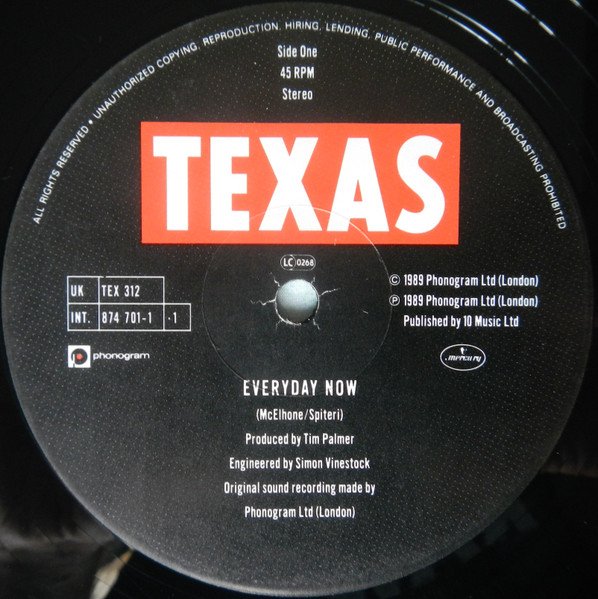 ALL RIGHTS RESERVED • UNAUTHORIZED COPYING, REPRODUCTION, HIRING, LENDING, PUBLIC PERFORMANCE AND BROADCASTING PROHIBITED
Side One
45 RPM
Stereo
TEXAS
LC 0268
UK TEX 312
INT. 874 701-1 ·1
© 1989 Phonogram Ltd (London)
℗ 1989 Phonogram Ltd (London)
Published by 10 Music Ltd
phonogram
mercury
EVERYDAY NOW
(McElhone/Spiteri)
Produced by Tim Palmer
Engineered by Simon Vinestock
Original sound recording made by
Phonogram Ltd (London)